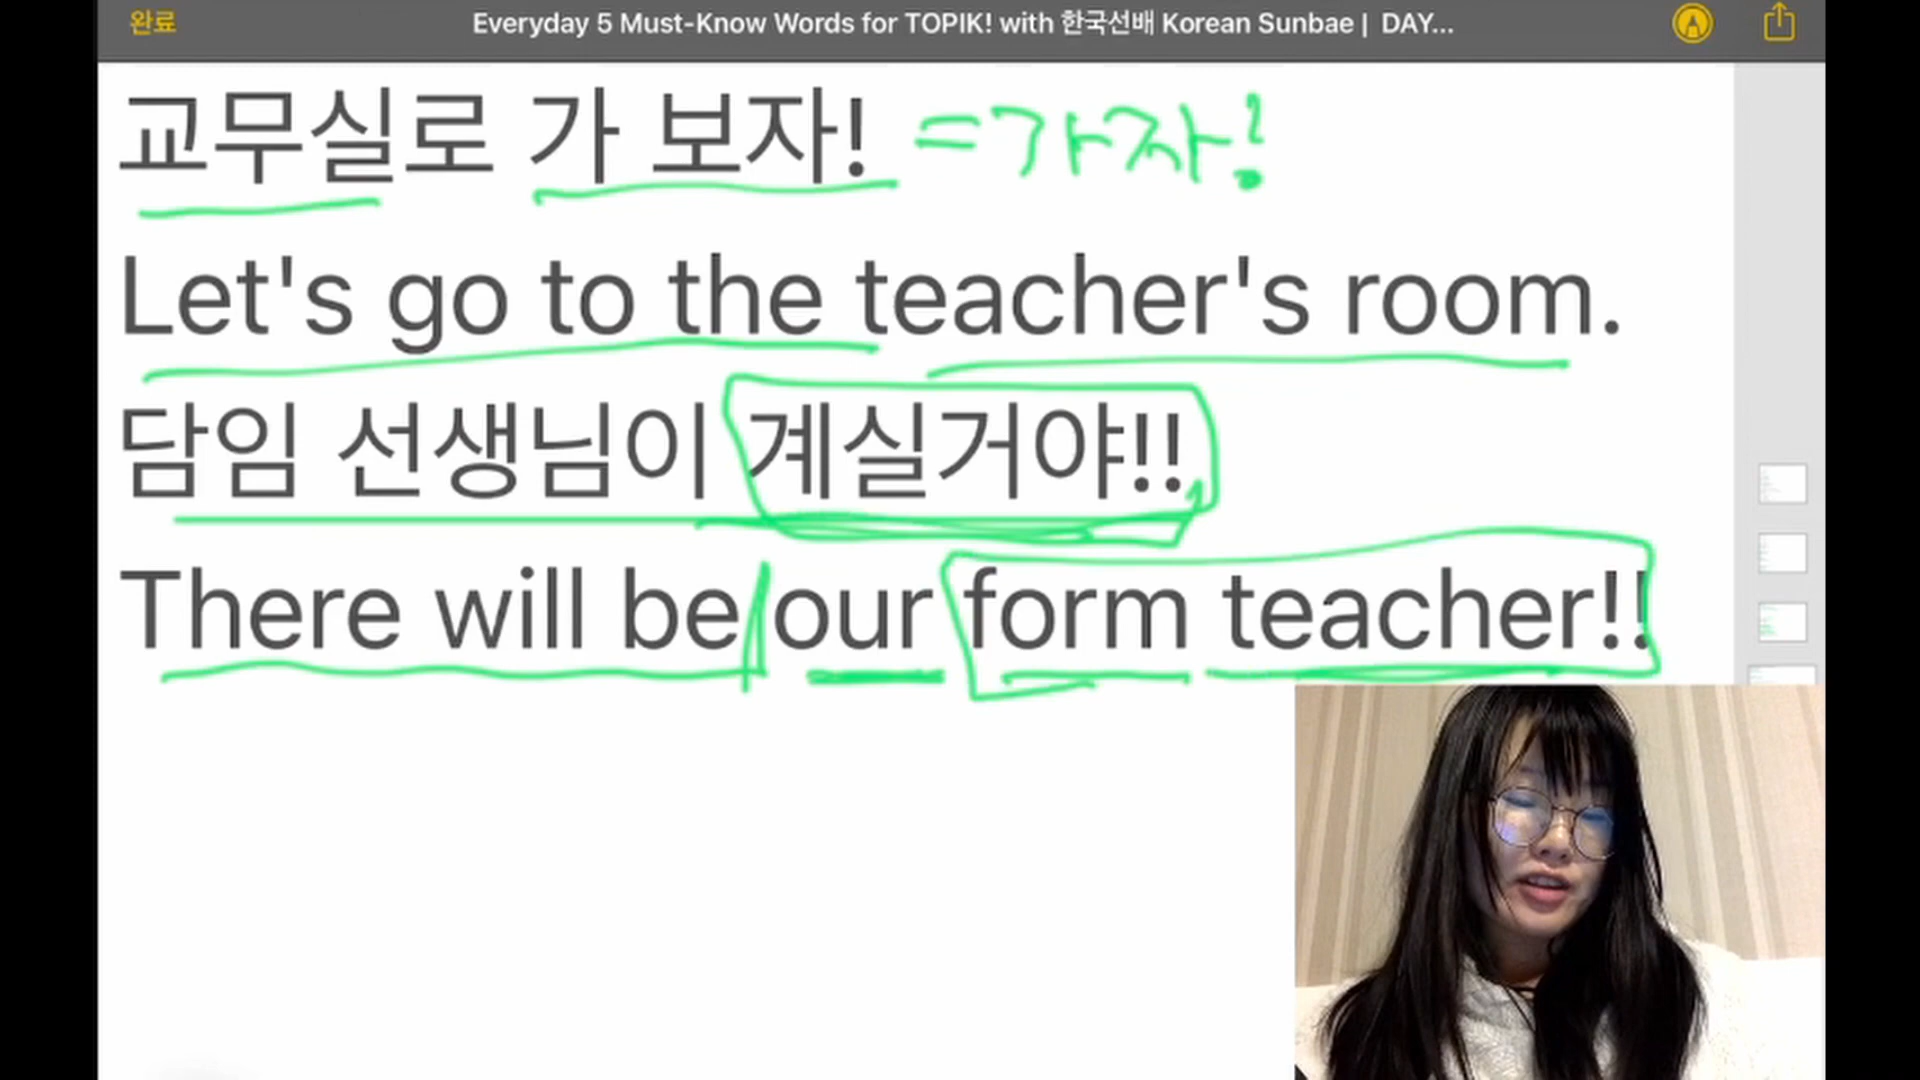 완료 Everyday 5 Must-Know Words for TOPIK! with 한국선배 Korean Sunbae | DAY...
교무실로 가 보자! =가자!
Let's go to the teacher's room.
담임 선생님이 계실거야!!
There will be our form teacher!!